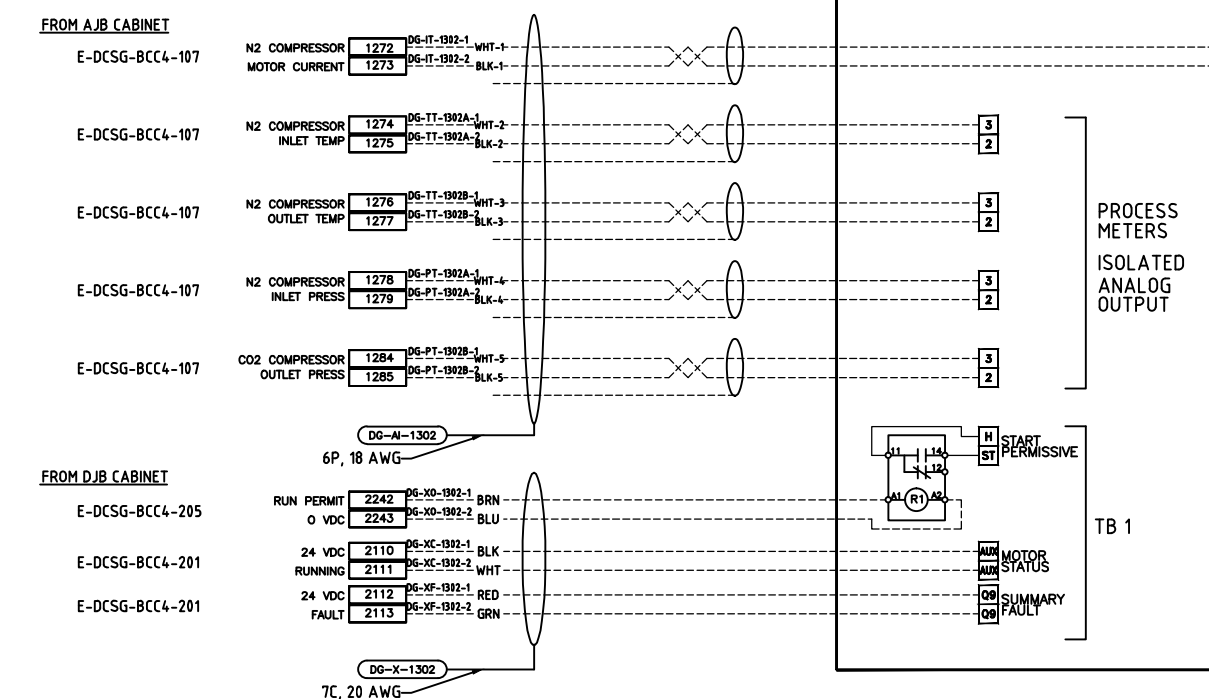 FROM AJB CABINET
E-DCSG-BCC4-107
N2 COMPRESSOR
MOTOR CURRENT
1272
1273
DG-IT-1302-1
DG-IT-1302-2
WHT-1
BLK-1
E-DCSG-BCC4-107
N2 COMPRESSOR
INLET TEMP
1274
1275
DG-TT-1302A-1
DG-TT-1302A-2
WHT-2
BLK-2
3
2
E-DCSG-BCC4-107
N2 COMPRESSOR
OUTLET TEMP
1276
1277
DG-TT-1302B-1
DG-TT-1302B-2
WHT-3
BLK-3
3
2
E-DCSG-BCC4-107
N2 COMPRESSOR
INLET PRESS
1278
1279
DG-PT-1302A-1
DG-PT-1302A-2
WHT-4
BLK-4
3
2
E-DCSG-BCC4-107
CO2 COMPRESSOR
OUTLET PRESS
1284
1285
DG-PT-1302B-1
DG-PT-1302B-2
WHT-5
BLK-5
3
2
PROCESS
METERS
ISOLATED
ANALOG
OUTPUT
DG-AI-1302
6P, 18 AWG
FROM DJB CABINET
E-DCSG-BCC4-205
RUN PERMIT
0 VDC
2242
2243
DG-XO-1302-1
DG-XO-1302-2
BRN
BLU
11
14
12
A1
R1
A2
H
ST
START
PERMISSIVE
E-DCSG-BCC4-201
24 VDC
RUNNING
2110
2111
DG-XC-1302-1
DG-XC-1302-2
BLK
WHT
AUX
AUX
MOTOR
STATUS
E-DCSG-BCC4-201
24 VDC
FAULT
2112
2113
DG-XF-1302-1
DG-XF-1302-2
RED
GRN
Q9
Q9
SUMMARY
FAULT
TB 1
DG-X-1302
7C, 20 AWG